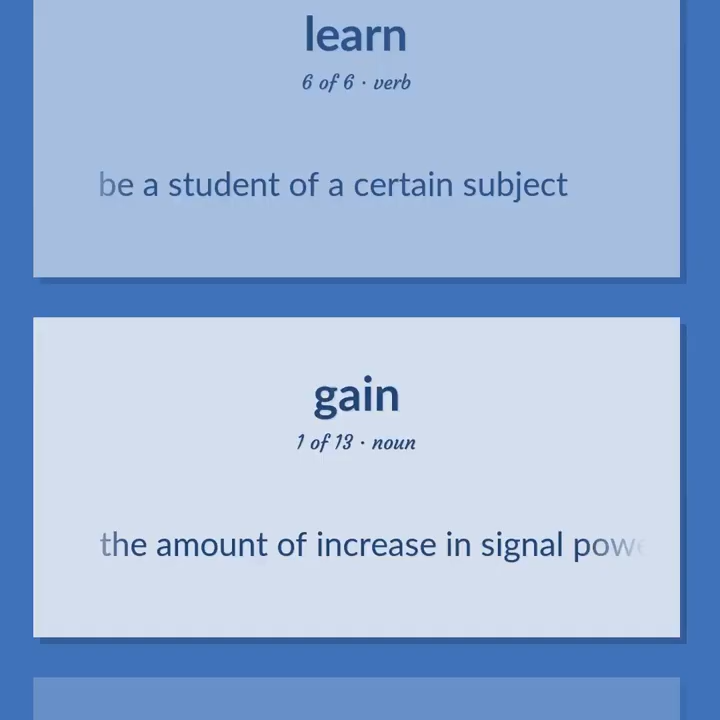 learn
6 of 6 · verb
be a student of a certain subject
gain
1 of 13 · noun
the amount of increase in signal